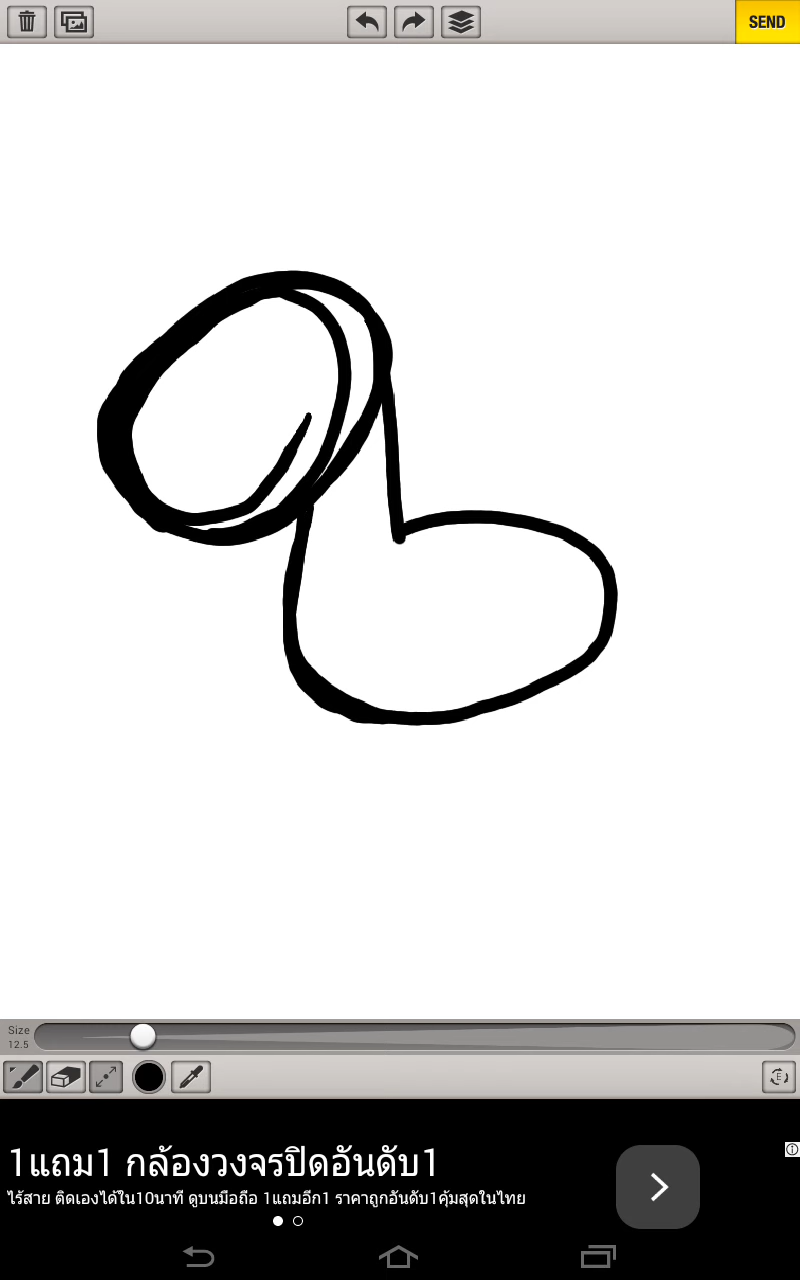 SEND
Size
12.5
E
1แถม1 กล้องวงจรปิดอันดับ1
ไร้สาย ติดเองได้ใน10นาที ดูบนมือถือ 1แถมอีก1 ราคาถูกอันดับ1คุ้มสุดในไทย